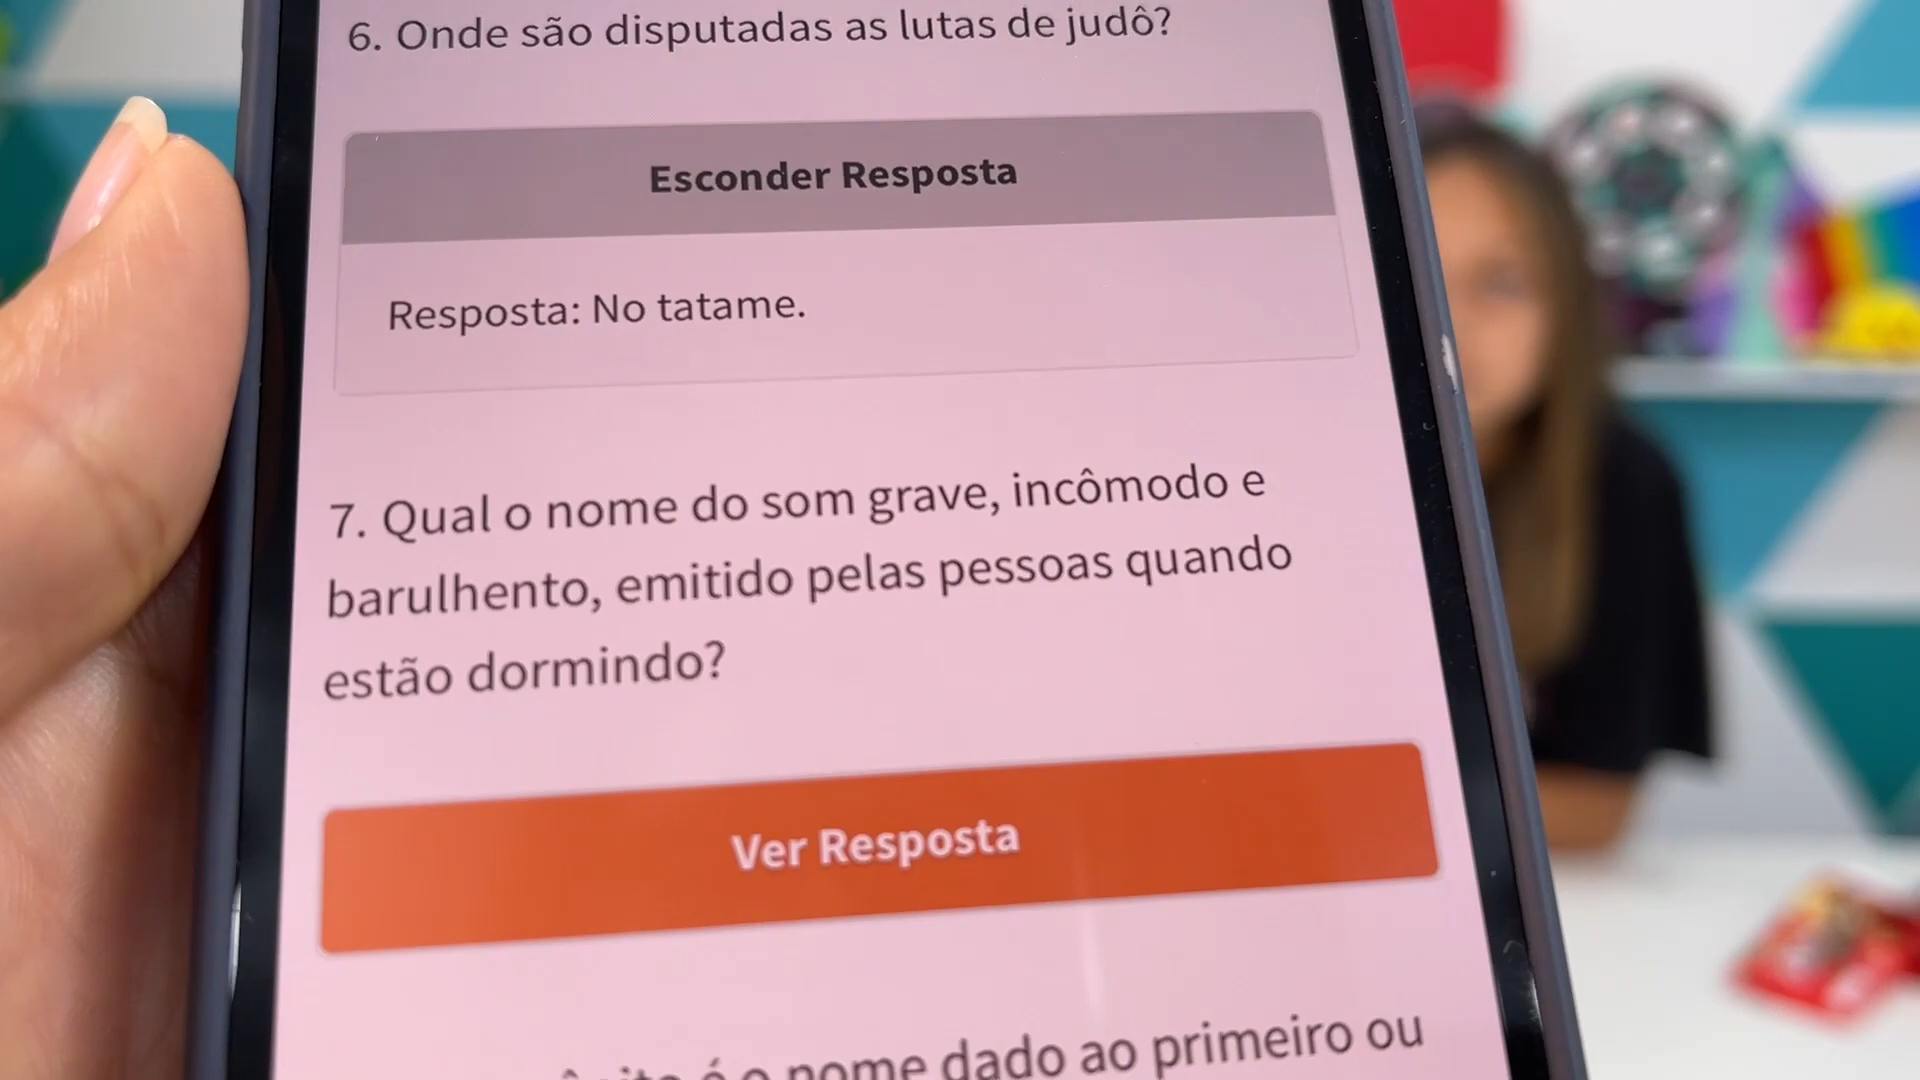 6. Onde são disputadas as lutas de judô?
Esconder Resposta
Resposta: No tatame.
7. Qual o nome do som grave, incômodo e
barulhento, emitido pelas pessoas quando
estão dormindo?
Ver Resposta
é o nome dado ao primeiro ou